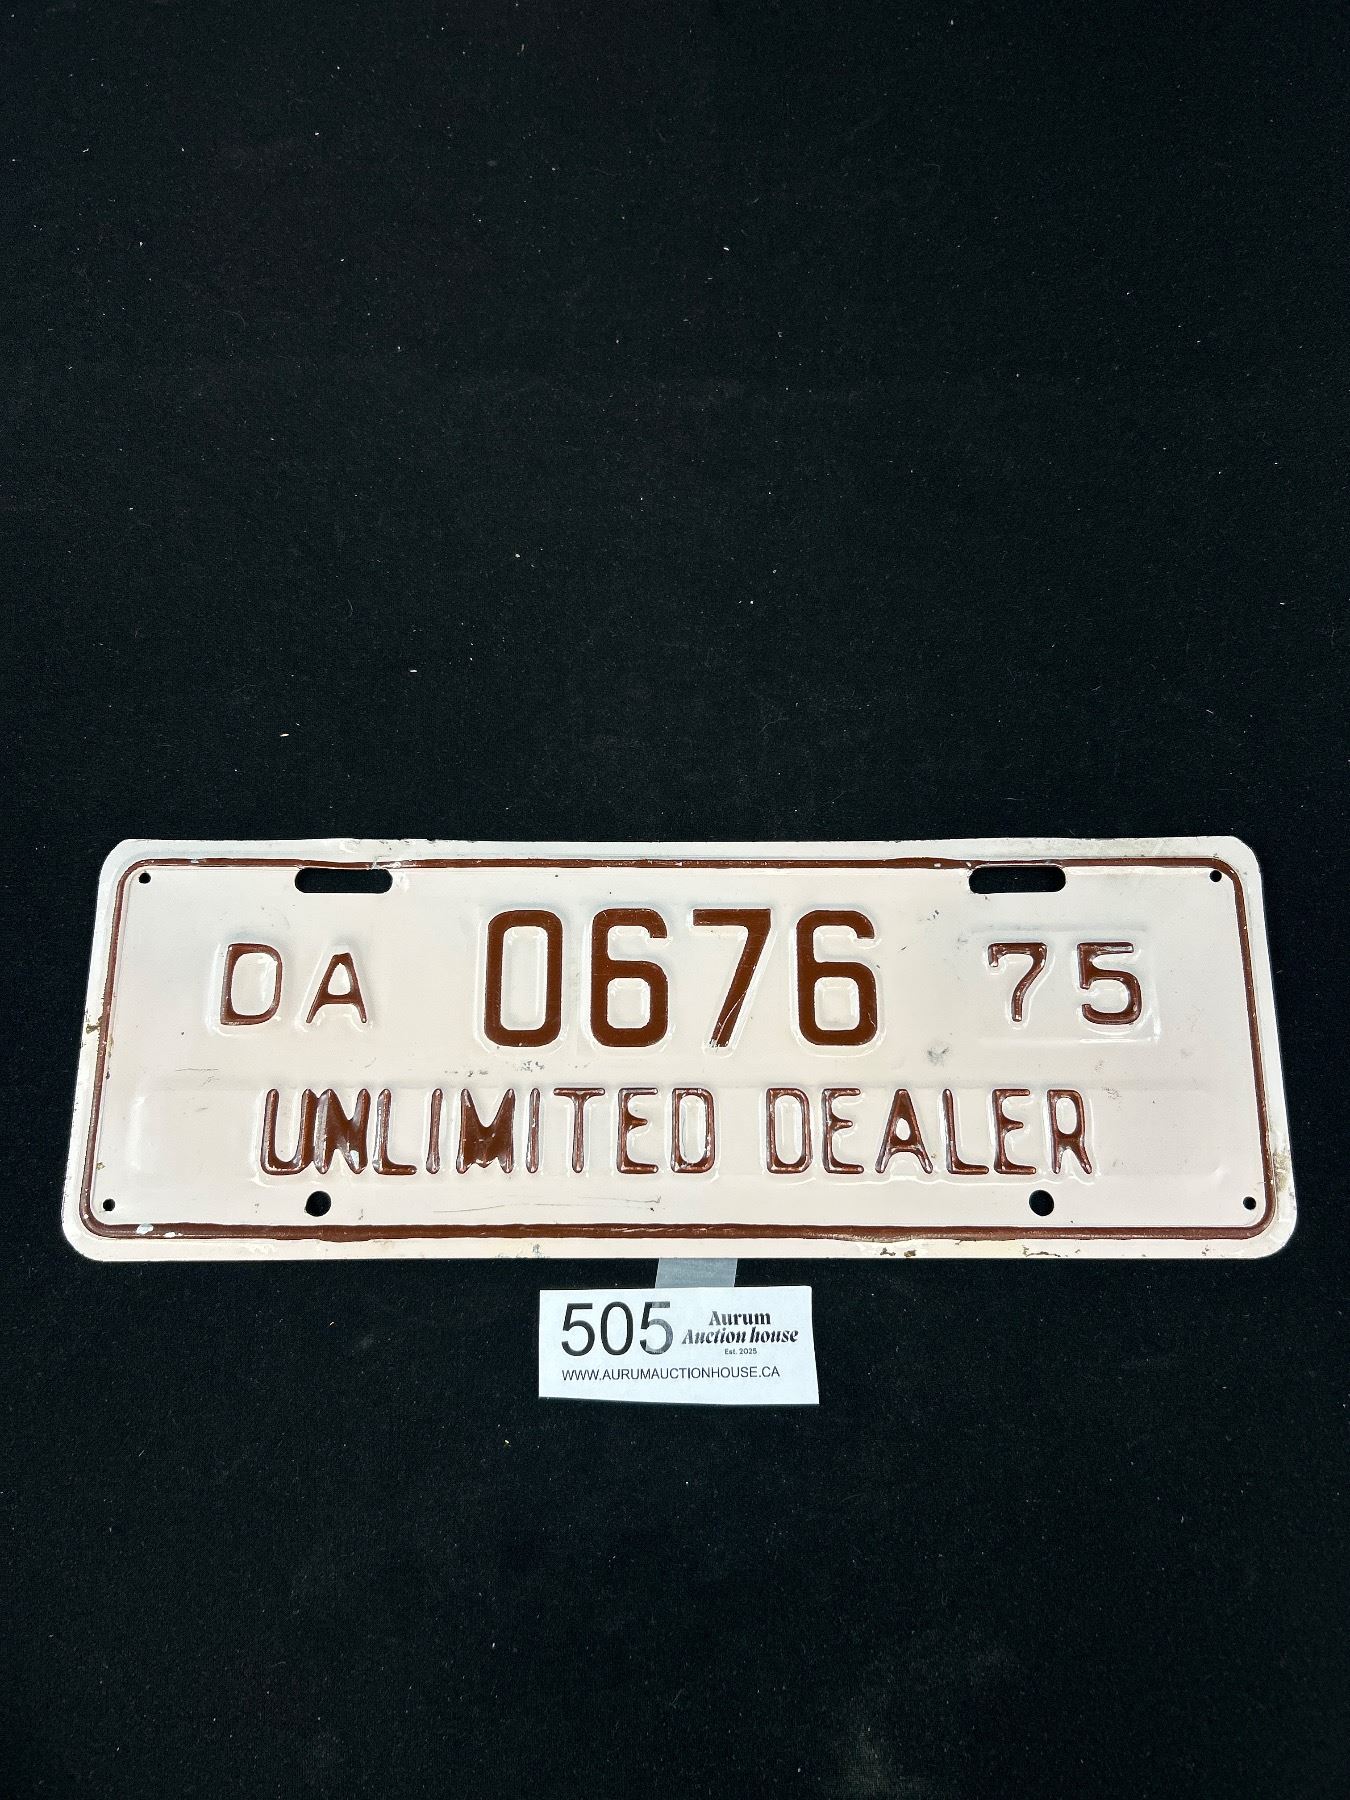 DA 0676 75
UNLIMITED DEALER
505 Aurum
Auction house
Est. 2025
WWW.AURUMAUCTIONHOUSE.CA